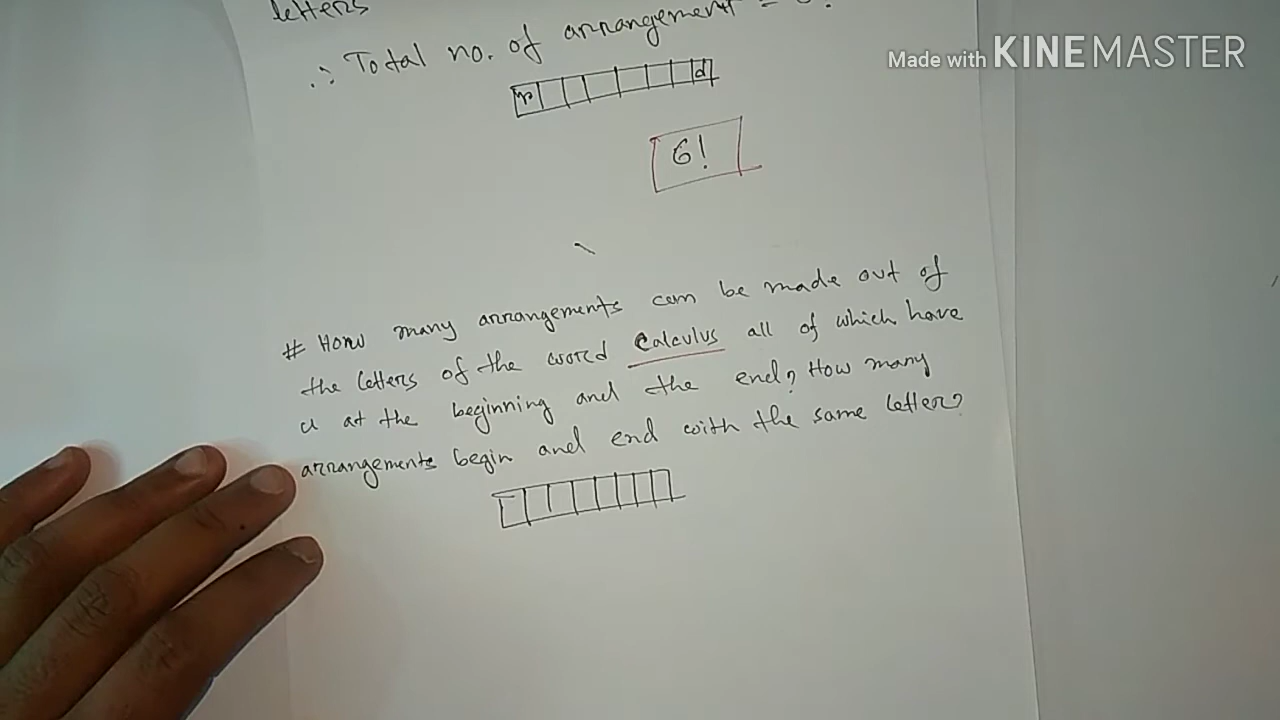 letters
∴ Total no. of arrangement =
Made with KINEMASTER
r d
6!
# How many arrangements can be made out of
the letters of the word calculus all of which have
u at the beginning and the end? How many
arrangements begin and end with the same letter?